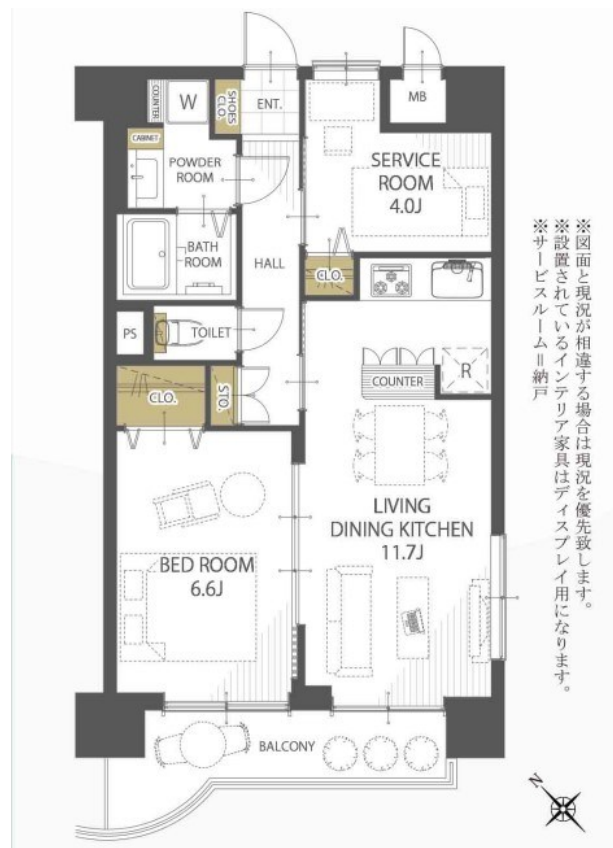 COUNTER
W
SHOES
CLO.
ENT.
MB
CABINET
POWDER
ROOM
SERVICE
ROOM
4.0J
BATH
ROOM
HALL
CLO.
PS
TOILET
R
COUNTER
CLO.
STO.
LIVING
DINING KITCHEN
11.7J
BED ROOM
6.6J
BALCONY
N
※図面と現況が相違する場合は現況を優先致します。
※設置されているインテリア家具はディスプレイ用になります。
※サービスルーム＝納戸